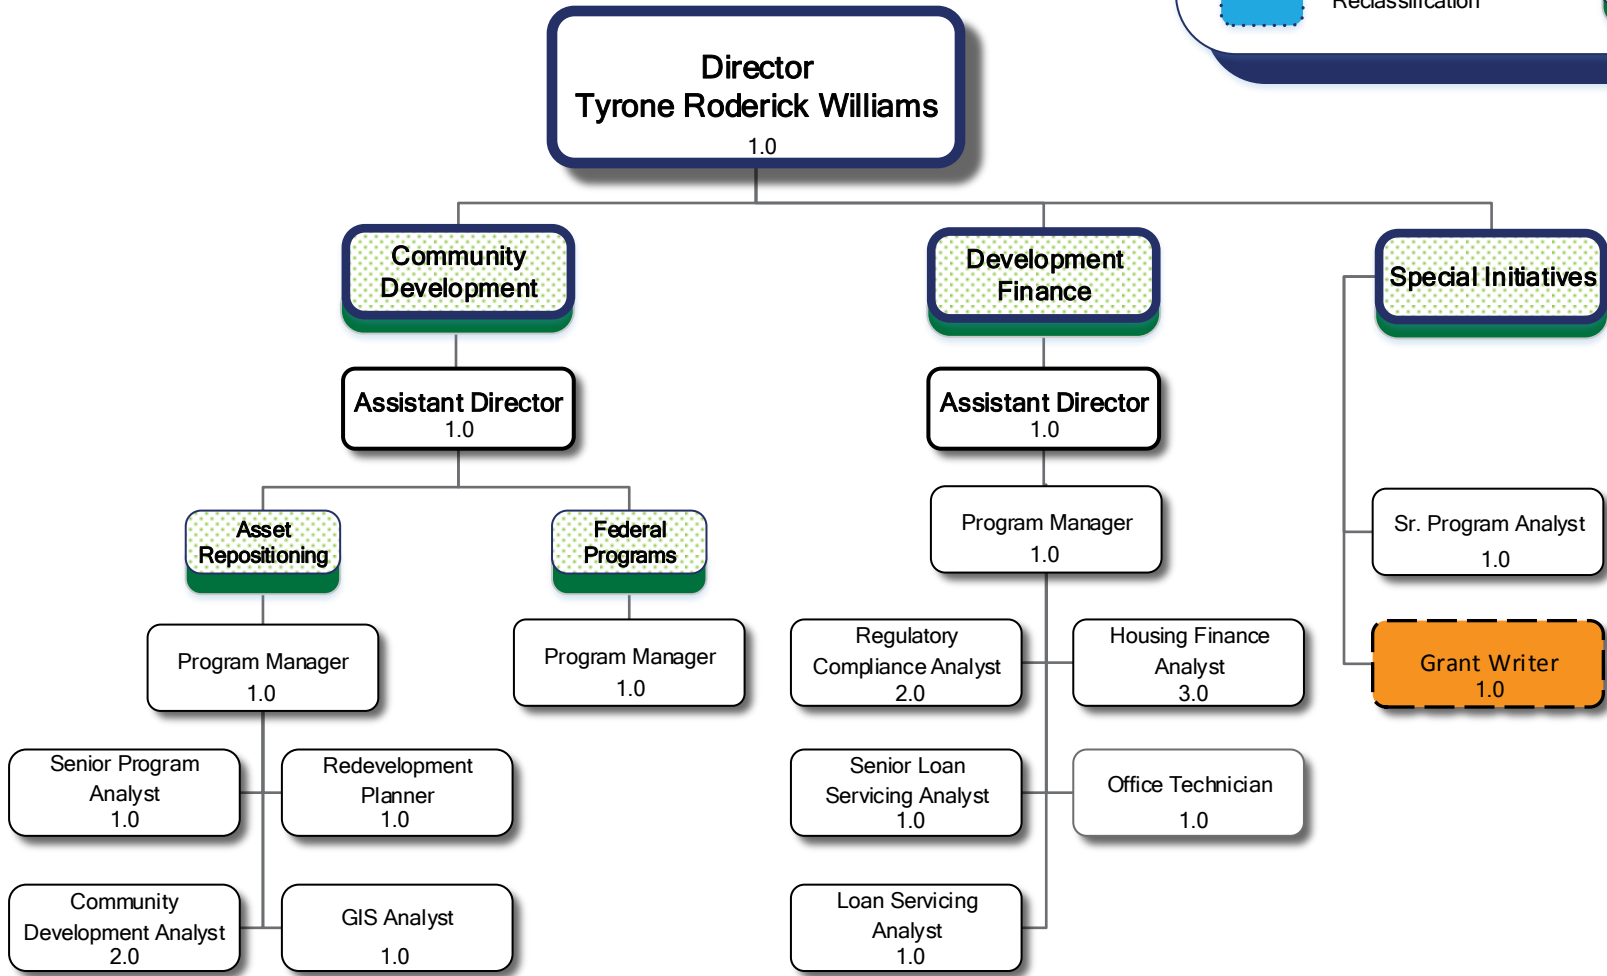 Reclassification
Director
Tyrone Roderick Williams
1.0
Community
Development
Development
Finance
Special Initiatives
Assistant Director
1.0
Assistant Director
1.0
Asset
Repositioning
Federal
Programs
Program Manager
1.0
Sr. Program Analyst
1.0
Program Manager
1.0
Program Manager
1.0
Regulatory
Compliance Analyst
2.0
Housing Finance
Analyst
3.0
Grant Writer
1.0
Senior Program
Analyst
1.0
Redevelopment
Planner
1.0
Senior Loan
Servicing Analyst
1.0
Office Technician
1.0
Community
Development Analyst
2.0
GIS Analyst
1.0
Loan Servicing
Analyst
1.0